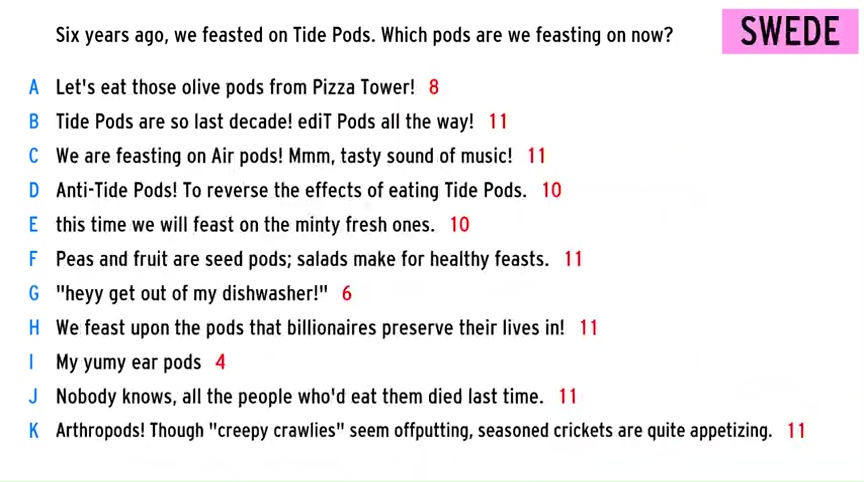 Six years ago, we feasted on Tide Pods. Which pods are we feasting on now?
SWEDE
A Let's eat those olive pods from Pizza Tower! 8
B Tide Pods are so last decade! ediT Pods all the way! 11
C We are feasting on Air pods! Mmm, tasty sound of music! 11
D Anti-Tide Pods! To reverse the effects of eating Tide Pods. 10
E this time we will feast on the minty fresh ones. 10
F Peas and fruit are seed pods; salads make for healthy feasts. 11
G "heyy get out of my dishwasher!" 6
H We feast upon the pods that billionaires preserve their lives in! 11
I My yumy ear pods 4
J Nobody knows, all the people who'd eat them died last time. 11
K Arthropods! Though "creepy crawlies" seem offputting, seasoned crickets are quite appetizing. 11